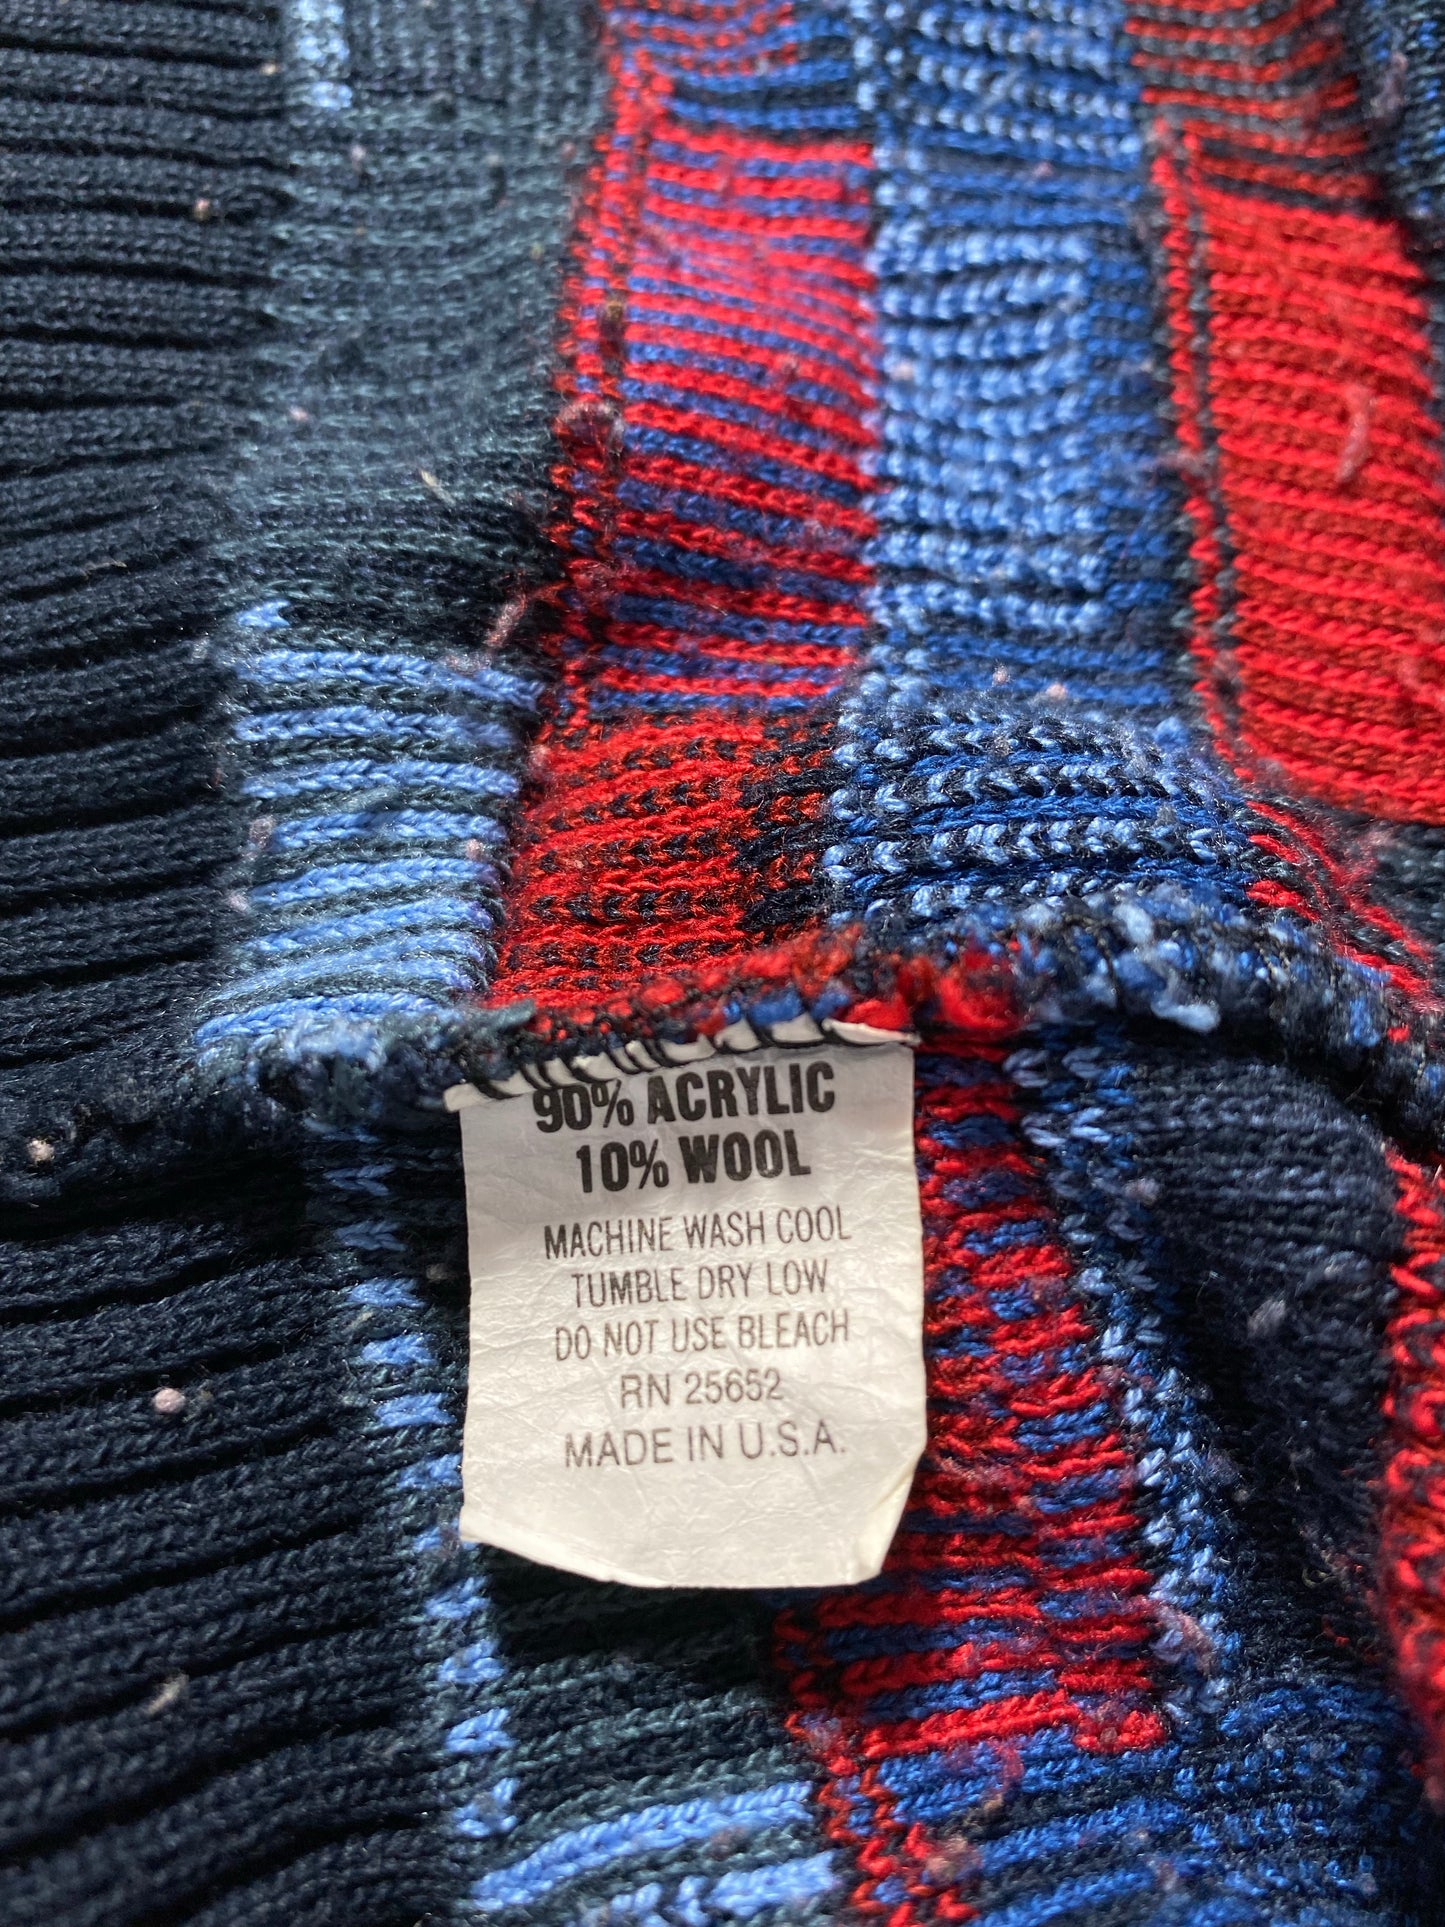 90% ACRYLIC
10% WOOL
MACHINE WASH COOL
TUMBLE DRY LOW
DO NOT USE BLEACH
RN 25652
MADE IN U.S.A.